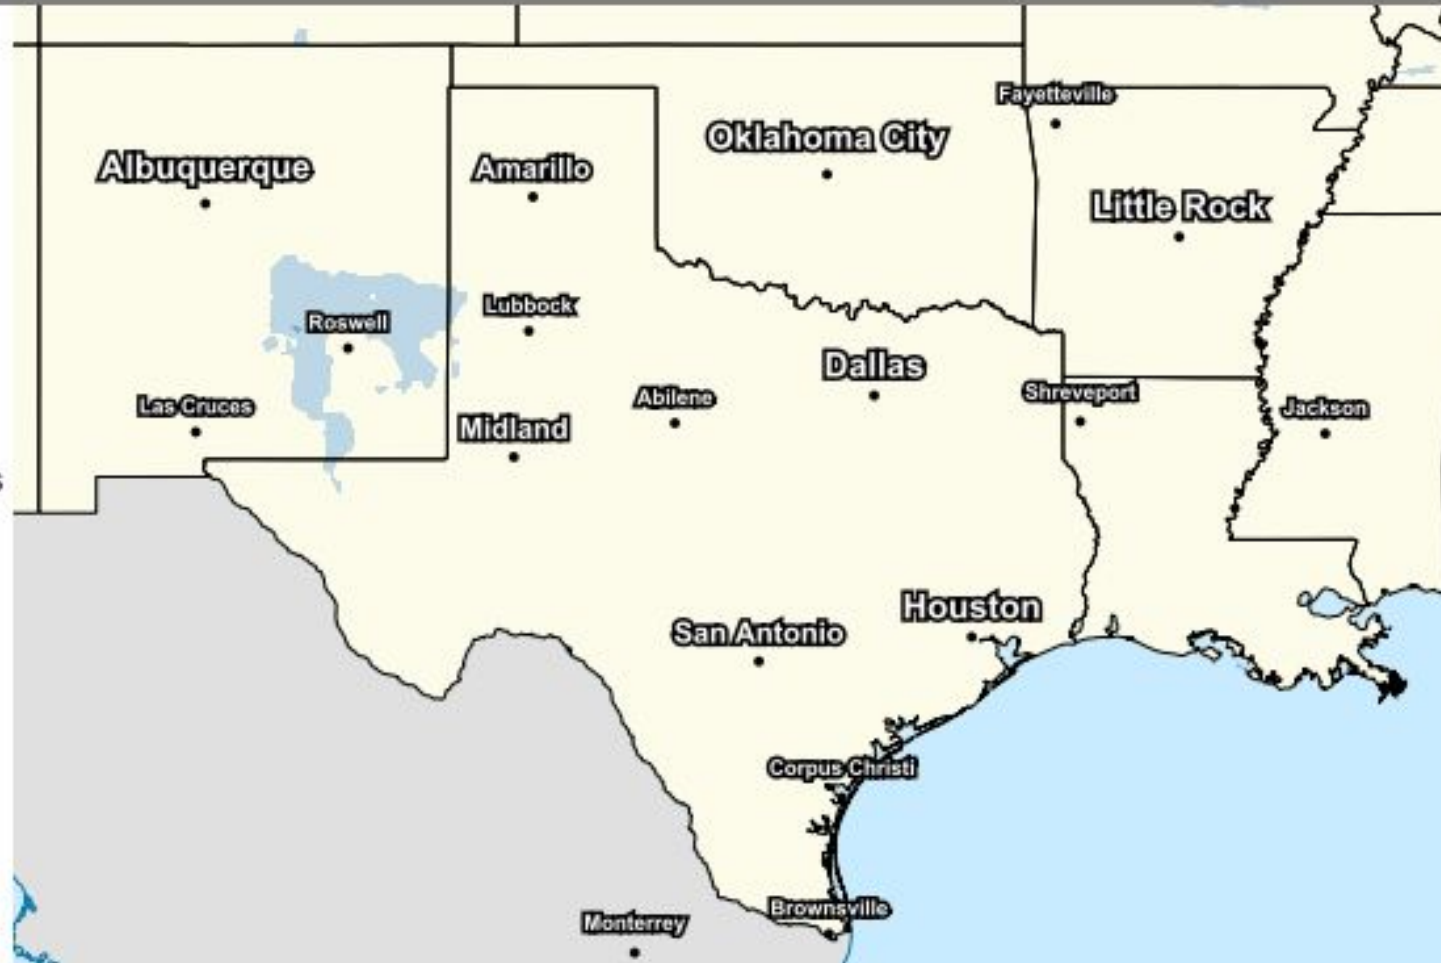 Fayetteville
Oklahoma City
Albuquerque
Amarillo
Little Rock
Lubbock
Roswell
Dallas
Shreveport
Abilene
Las Cruces
Jackson
Midland
Houston
San Antonio
Corpus Christi
Brownsville
Monterrey